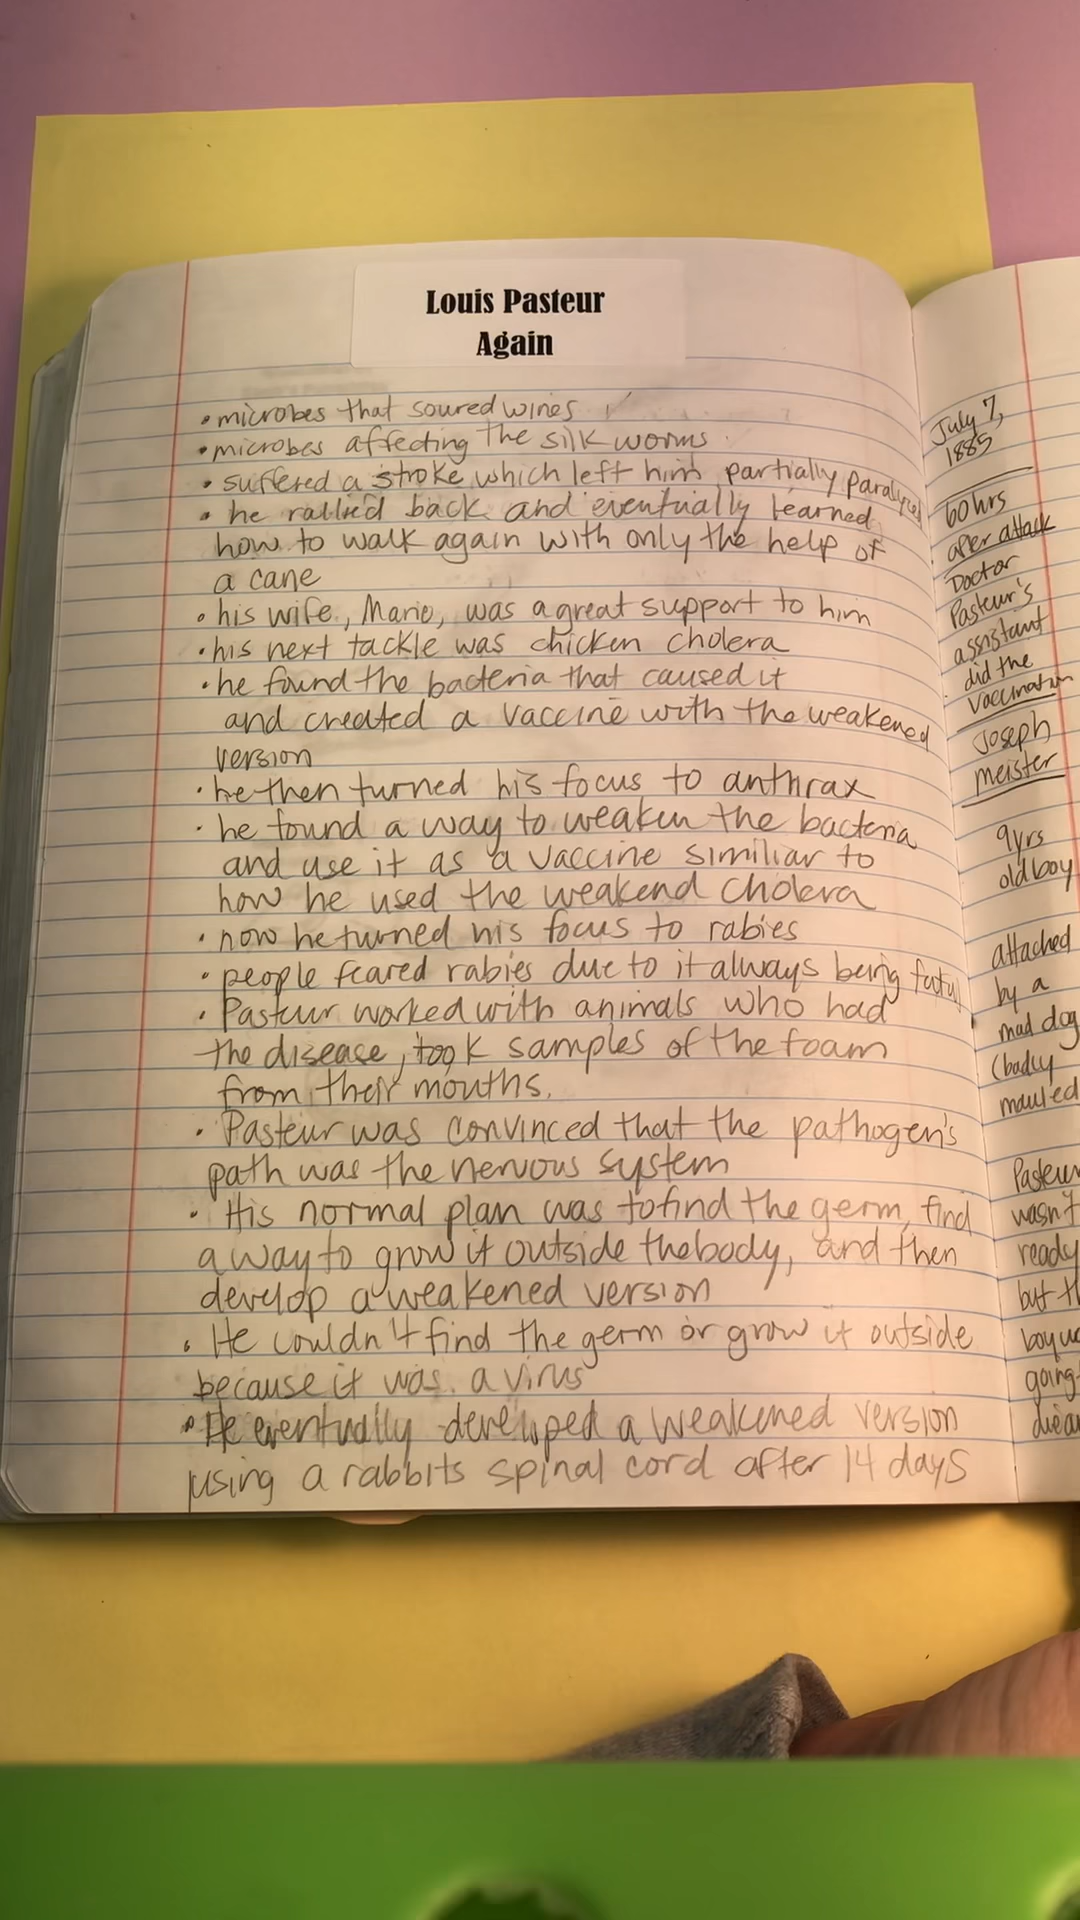 Louis Pasteur
Again
• microbes that soured wines
• microbes affecting the silk worms
• suffered a stroke which left him partially paralyzed
• he rallied back and eventually learned
how to walk again with only the help of
a cane
• his wife, Marie, was a great support to him
• his next tackle was chicken cholera
• he found the bacteria that caused it
and created a vaccine with the weakened
version
• he then turned his focus to anthrax
• he found a way to weaken the bacteria
and use it as a vaccine similiar to
how he used the weakend cholera
• now he turned his focus to rabies
• people feared rabies due to it always being fatal
• Pasteur worked with animals who had
the disease, took samples of the foam
from their mouths.
• Pasteur was convinced that the pathogen's
path was the nervous system
• His normal plan was to find the germ, find
a way to grow it outside the body, and then
develop a weakened version
• He couldn't find the germ or grow it outside
because it was a virus
• He eventually developed a weakened version
using a rabbits spinal cord after 14 days
July 7,
1885
60 hrs
after attack
Doctor
Pasteur's
assistant
did the
vaccination
Joseph
meister
9yrs
old boy
attached
by a
mad dog
(badly
mauled
Pasteur
wasn't
ready
but
boy
going